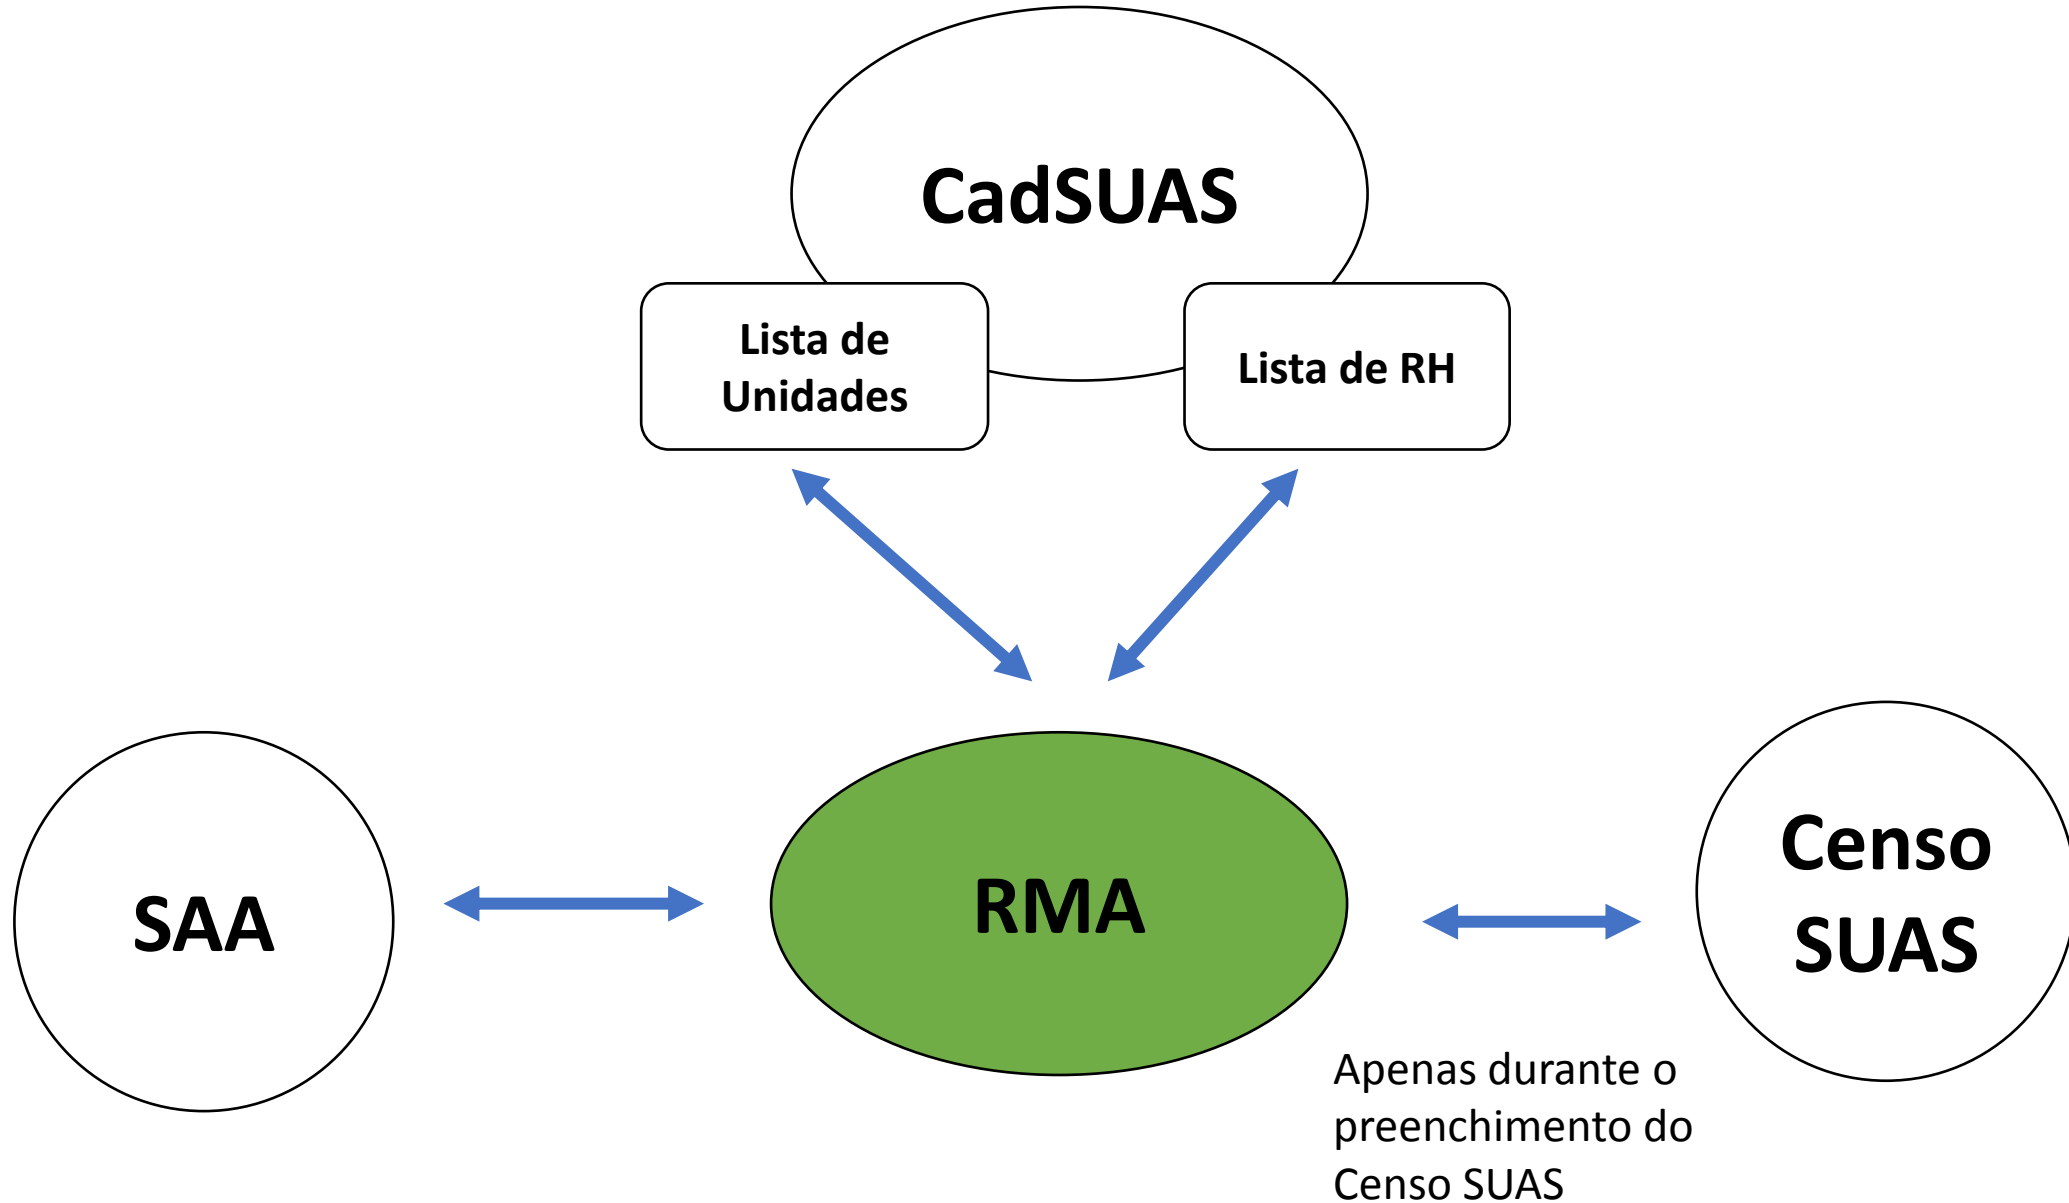 CadSUAS
Lista de
Unidades
Lista de RH
SAA
RMA
Censo
SUAS
Apenas durante o
preenchimento do
Censo SUAS